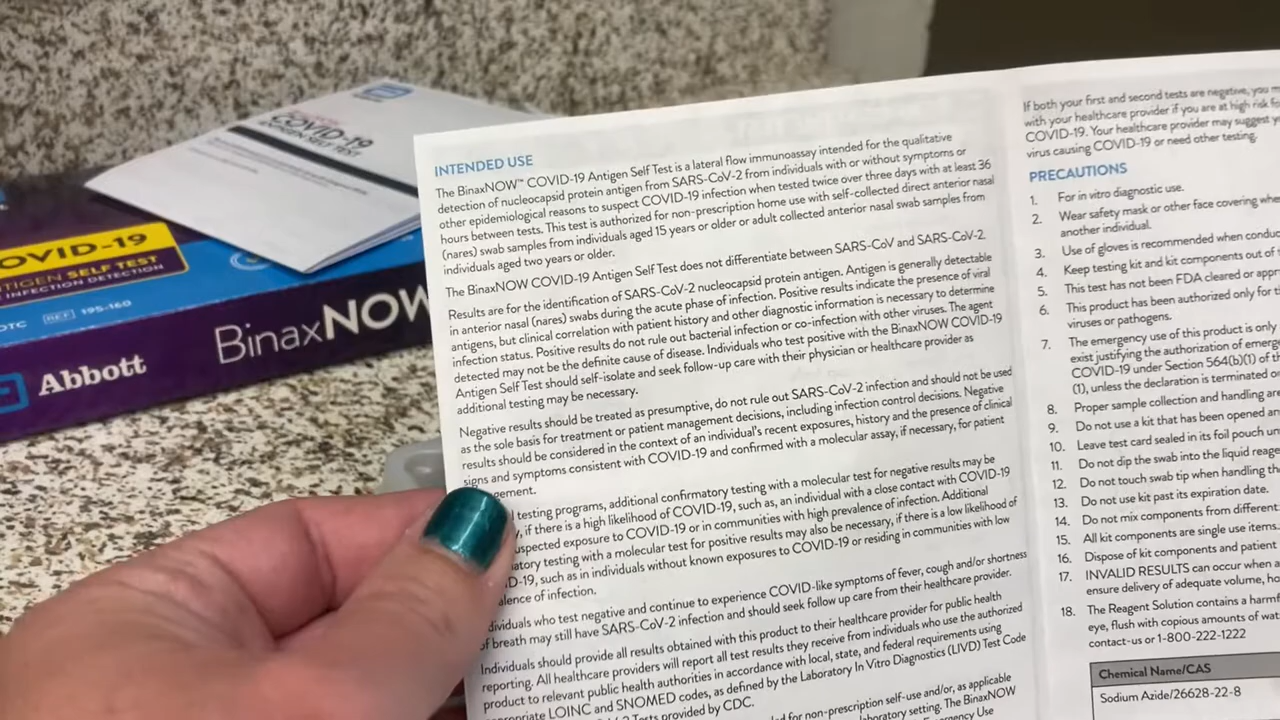 COVID-19
OVID-19
TIGEN SELF TEST
INFECTION DETECTION
OTC REF 195-160
BinaxNOW
Abbott
INTENDED USE
The BinaxNOW™ COVID-19 Antigen Self Test is a lateral flow immunoassay intended for the qualitative
detection of nucleocapsid protein antigen from SARS-CoV-2 from individuals with or without symptoms or
other epidemiological reasons to suspect COVID-19 infection when tested twice over three days with at least 36
hours between tests. This test is authorized for non-prescription home use with self-collected direct anterior nasal
(nares) swab samples from individuals aged 15 years or older or adult collected anterior nasal swab samples from
individuals aged two years or older.
The BinaxNOW COVID-19 Antigen Self Test does not differentiate between SARS-CoV and SARS-CoV-2.
Results are for the identification of SARS-CoV-2 nucleocapsid protein antigen. Antigen is generally detectable
in anterior nasal (nares) swabs during the acute phase of infection. Positive results indicate the presence of viral
antigens, but clinical correlation with patient history and other diagnostic information is necessary to determine
infection status. Positive results do not rule out bacterial infection or co-infection with other viruses. The agent
detected may not be the definite cause of disease. Individuals who test positive with the BinaxNOW COVID-19
Antigen Self Test should self-isolate and seek follow-up care with their physician or healthcare provider as
additional testing may be necessary.
Negative results should be treated as presumptive, do not rule out SARS-CoV-2 infection and should not be used
as the sole basis for treatment or patient management decisions, including infection control decisions. Negative
results should be considered in the context of an individual's recent exposures, history and the presence of clinical
signs and symptoms consistent with COVID-19 and confirmed with a molecular assay, if necessary, for patient
gement.
testing programs, additional confirmatory testing with a molecular test for negative results may be
, if there is a high likelihood of COVID-19, such as, an individual with a close contact with COVID-19
uspected exposure to COVID-19 or in communities with high prevalence of infection. Additional
atory testing with a molecular test for positive results may also be necessary, if there is a low likelihood of
D-19, such as in individuals without known exposures to COVID-19 or residing in communities with low
alence of infection.
dividuals who test negative and continue to experience COVID-like symptoms of fever, cough and/or shortness
of breath may still have SARS-CoV-2 infection and should seek follow up care from their healthcare provider.
Individuals should provide all results obtained with this product to their healthcare provider for public health
reporting. All healthcare providers will report all test results they receive from individuals who use the authorized
product to relevant public health authorities in accordance with local, state, and federal requirements using
ropriate LOINC and SNOMED codes, as defined by the Laboratory In Vitro Diagnostics (LIVD) Test Code
Tests provided by CDC.
ed for non-prescription self-use and/or, as applicable
boratory setting. The BinaxNOW
ergency Use
If both your first and second tests are negative, you m
with your healthcare provider if you are at high risk fo
COVID-19. Your healthcare provider may suggest y
virus causing COVID-19 or need other testing.
PRECAUTIONS
1. For in vitro diagnostic use.
2. Wear safety mask or other face covering whe
another individual.
3. Use of gloves is recommended when conduc
4. Keep testing kit and kit components out of
5. This test has not been FDA cleared or appr
6. This product has been authorized only for t
viruses or pathogens.
7. The emergency use of this product is only
exist justifying the authorization of emerg
COVID-19 under Section 564(b)(1) of th
(1), unless the declaration is terminated or
8. Proper sample collection and handling are
9. Do not use a kit that has been opened an
10. Leave test card sealed in its foil pouch un
11. Do not dip the swab into the liquid reage
12. Do not touch swab tip when handling th
13. Do not use kit past its expiration date.
14. Do not mix components from different
15. All kit components are single use items.
16. Dispose of kit components and patient
17. INVALID RESULTS can occur when a
ensure delivery of adequate volume, ho
18. The Reagent Solution contains a harmf
eye, flush with copious amounts of wat
contact-us or 1-800-222-1222
Chemical Name/CAS
Sodium Azide/26628-22-8